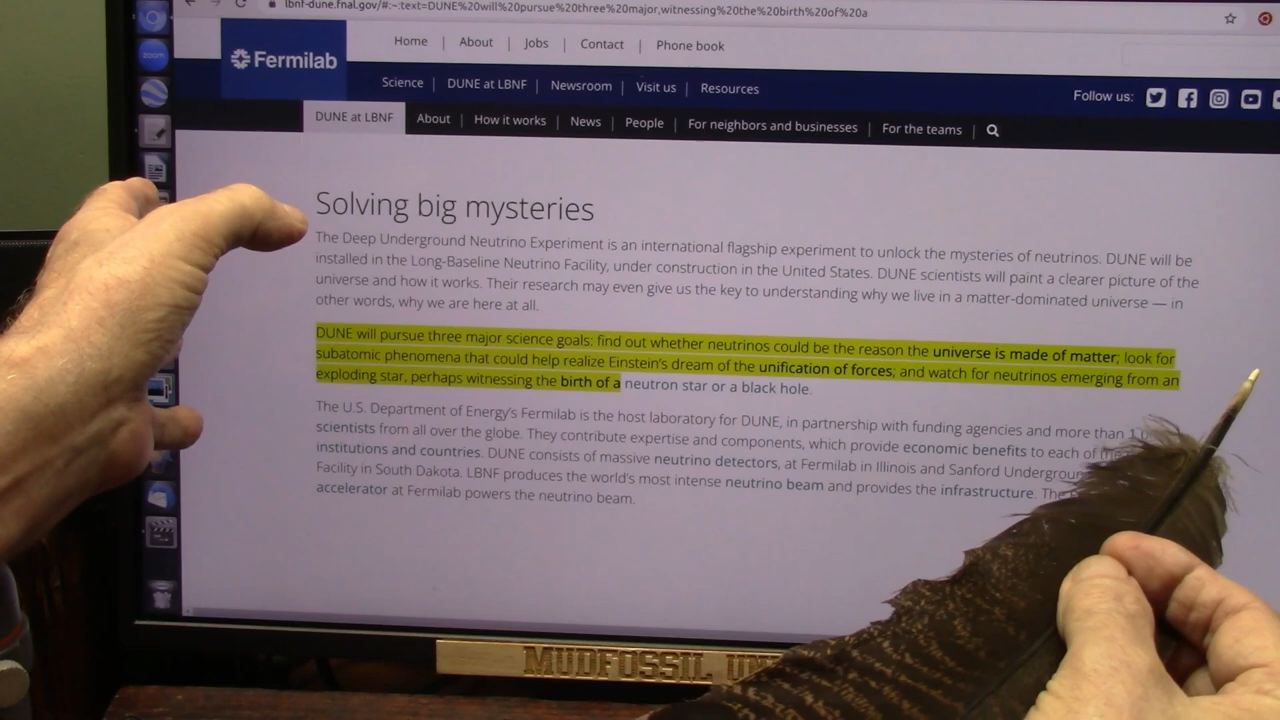 lbnf-dune.fnal.gov/#:~:text=DUNE%20will%20pursue%20three%20major,witnessing%20the%20birth%20of%20a
Fermilab
Home | About | Jobs | Contact | Phone book
Science | DUNE at LBNF | Newsroom | Visit us | Resources
Follow us:
DUNE at LBNF
About | How it works | News | People | For neighbors and businesses | For the teams |
zoom
Solving big mysteries
The Deep Underground Neutrino Experiment is an international flagship experiment to unlock the mysteries of neutrinos. DUNE will be
installed in the Long-Baseline Neutrino Facility, under construction in the United States. DUNE scientists will paint a clearer picture of the
universe and how it works. Their research may even give us the key to understanding why we live in a matter-dominated universe — in
other words, why we are here at all.
DUNE will pursue three major science goals: find out whether neutrinos could be the reason the universe is made of matter; look for
subatomic phenomena that could help realize Einstein's dream of the unification of forces; and watch for neutrinos emerging from an
exploding star, perhaps witnessing the birth of a neutron star or a black hole.
The U.S. Department of Energy's Fermilab is the host laboratory for DUNE, in partnership with funding agencies and more than
scientists from all over the globe. They contribute expertise and components, which provide economic benefits to each of
institutions and countries. DUNE consists of massive neutrino detectors, at Fermilab in Illinois and Sanford
Facility in South Dakota. LBNF produces the world's most intense neutrino beam and provides the infrastructure. The
accelerator at Fermilab powers the neutrino beam.
MUDFOSSIL UN